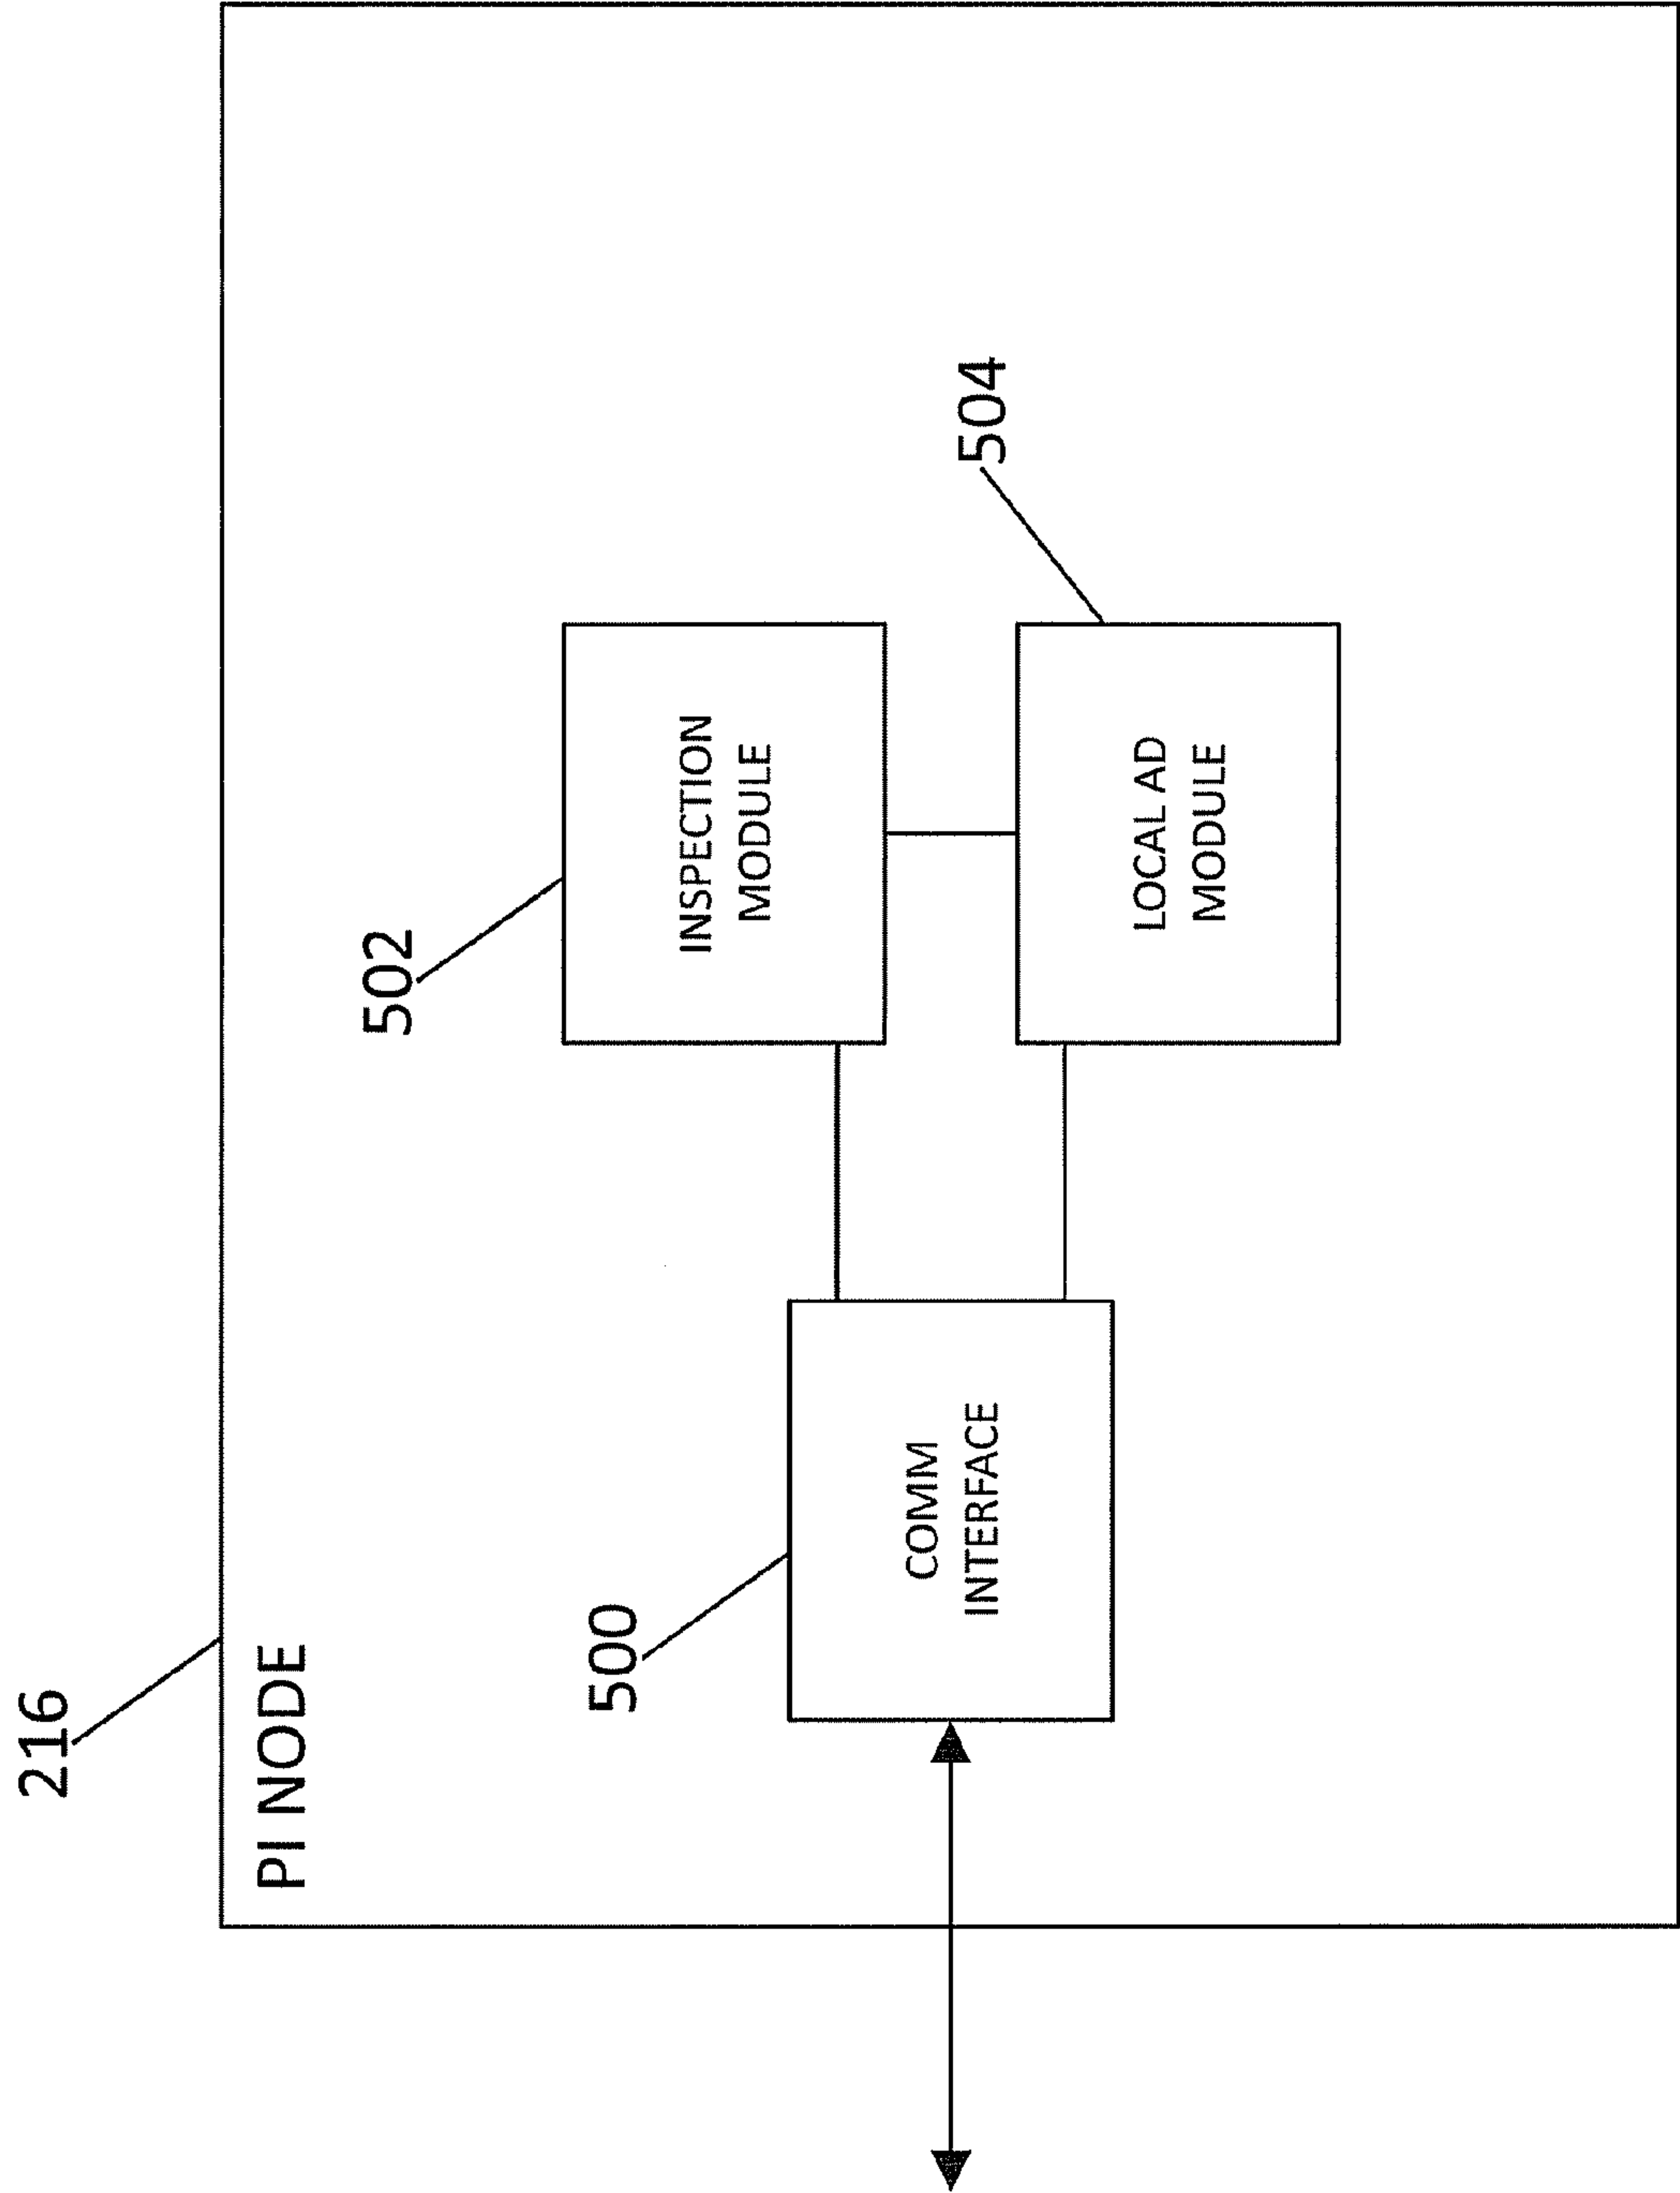 216
PI NODE
502
500
INSPECTION
MODULE
COMM
INTERFACE
504
LOCAL AD
MODULE